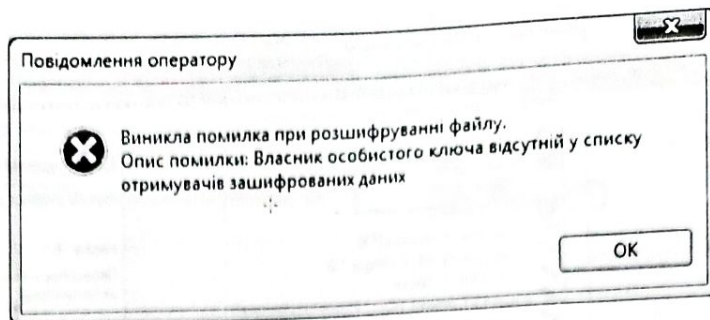 Повідомлення оператору
Виникла помилка при розшифруванні файлу.
Опис помилки: Власник особистого ключа відсутній у списку
отримувачів зашифрованих даних
OK